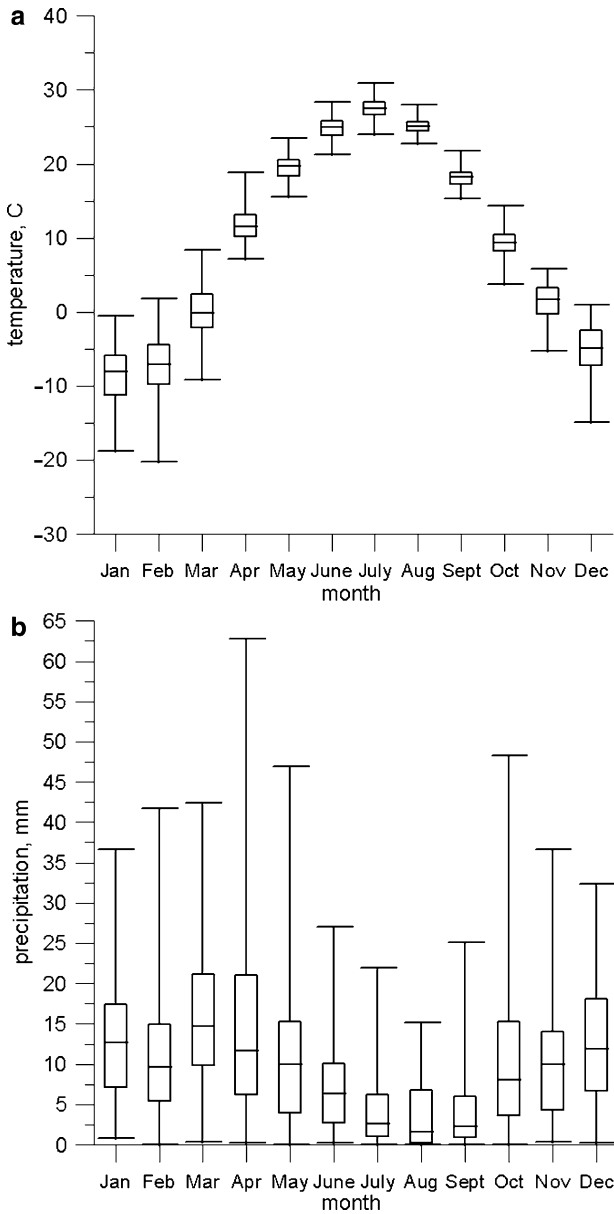 a
40
30
20
10
0
-10
-20
-30
temperature, C
Jan Feb Mar Apr May June July Aug Sept Oct Nov Dec
month
b
65
60
55
50
45
40
35
30
25
20
15
10
5
0
precipitation, mm
Jan Feb Mar Apr May June July Aug Sept Oct Nov Dec
month